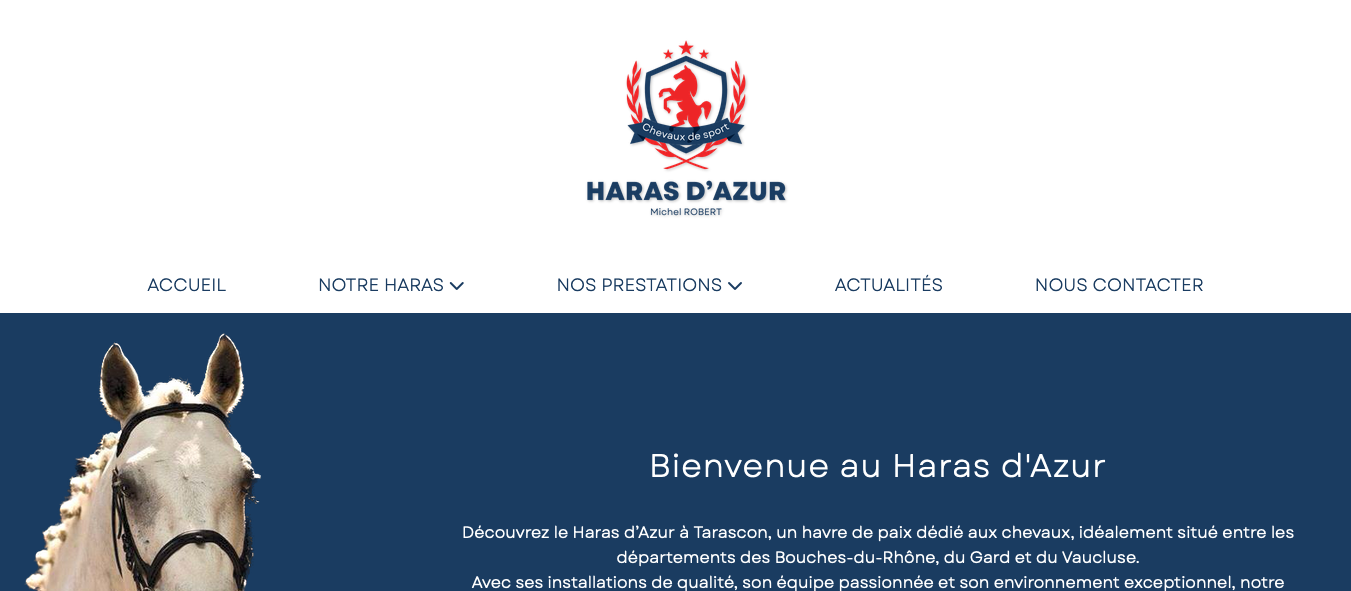 Chevaux de sport
HARAS D’AZUR
Michel ROBERT
ACCUEIL
NOTRE HARAS
NOS PRESTATIONS
ACTUALITÉS
NOUS CONTACTER
Bienvenue au Haras d'Azur
Découvrez le Haras d’Azur à Tarascon, un havre de paix dédié aux chevaux, idéalement situé entre les
départements des Bouches-du-Rhône, du Gard et du Vaucluse.
Avec ses installations de qualité, son équipe passionnée et son environnement exceptionnel, notre